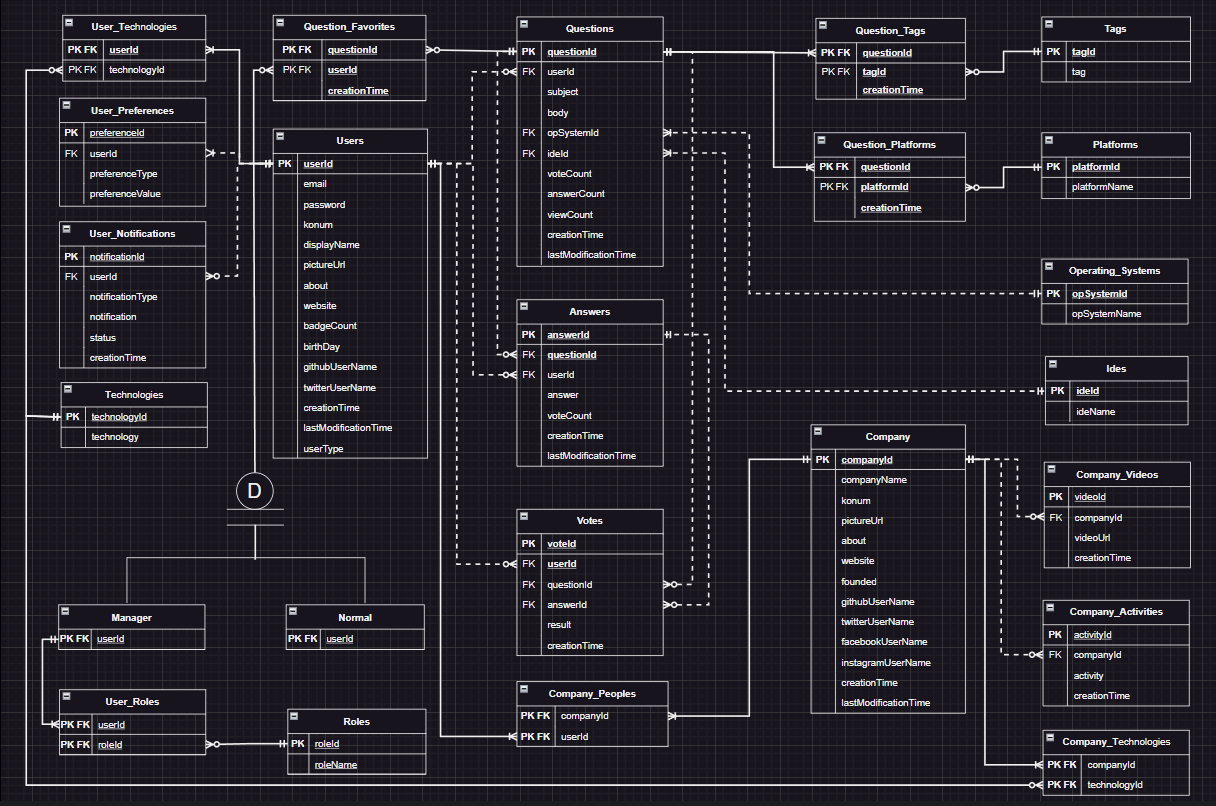 User_Technologies
PK FK userId
PK FK technologyId
Question_Favorites
PK FK questionId
PK FK userId
creationTime
Questions
PK questionId
FK userId
subject
body
FK opSystemId
FK ideId
voteCount
answerCount
viewCount
creationTime
lastModificationTime
Question_Tags
PK FK questionId
PK FK tagId
creationTime
Tags
PK tagId
tag
User_Preferences
PK preferenceId
FK userId
preferenceType
preferenceValue
Users
PK userId
email
password
konum
displayName
pictureUrl
about
website
badgeCount
birthDay
githubUserName
twitterUserName
creationTime
lastModificationTime
userType
Question_Platforms
PK FK questionId
PK FK platformId
creationTime
Platforms
PK platformId
platformName
User_Notifications
PK notificationId
FK userId
notificationType
notification
status
creationTime
Answers
PK answerId
FK questionId
FK userId
answer
voteCount
creationTime
lastModificationTime
Operating_Systems
PK opSystemId
opSystemName
Ides
PK ideId
ideName
Technologies
PK technologyId
technology
D
Votes
PK voteId
FK userId
FK questionId
FK answerId
result
creationTime
Company
PK companyId
companyName
konum
pictureUrl
about
website
founded
githubUserName
twitterUserName
facebookUserName
instagramUserName
creationTime
lastModificationTime
Company_Videos
PK videoId
FK companyId
videoUrl
creationTime
Manager
PK FK userId
Normal
PK FK userId
Company_Activities
PK activityId
FK companyId
activity
creationTime
User_Roles
PK FK userId
PK FK roleId
Roles
PK roleId
roleName
Company_Peoples
PK FK companyId
PK FK userId
Company_Technologies
PK FK companyId
PK FK technologyId